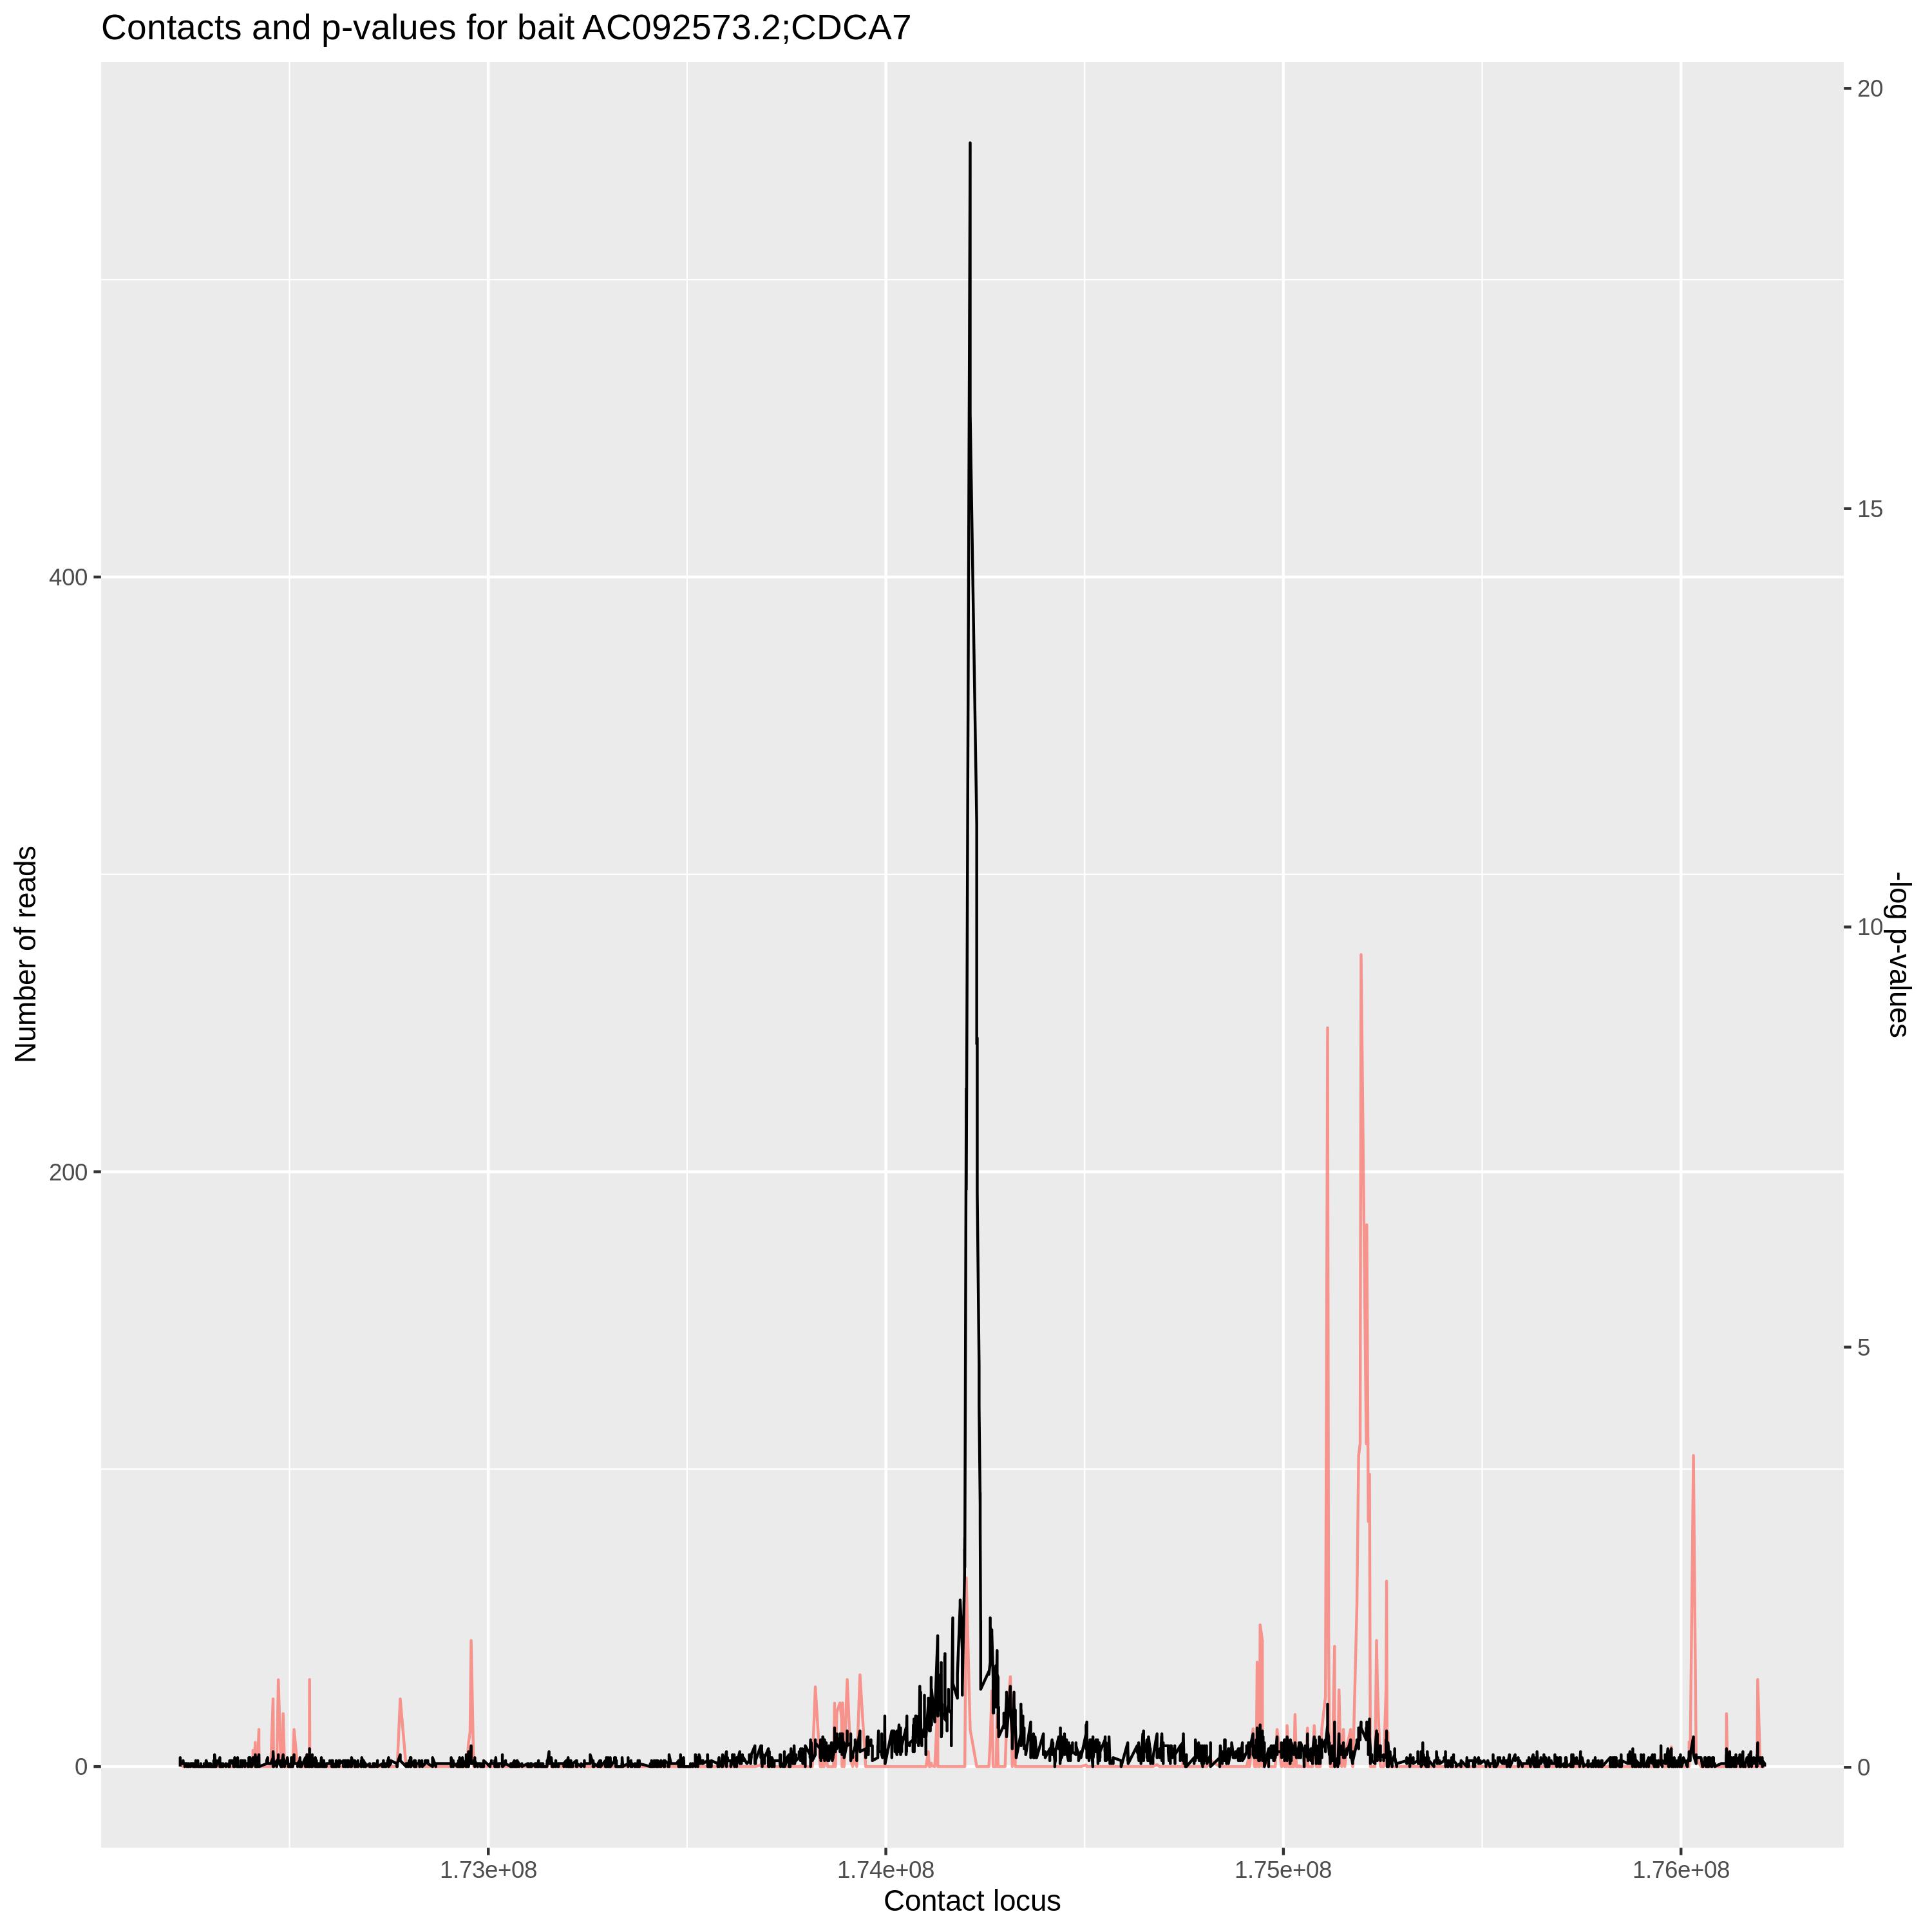 Contacts and p-values for bait AC092573.2;CDCA7
Number of reads
400
200
0
20
15
10
5
0
-log p-values
1.73e+08 1.74e+08 1.75e+08 1.76e+08
Contact locus